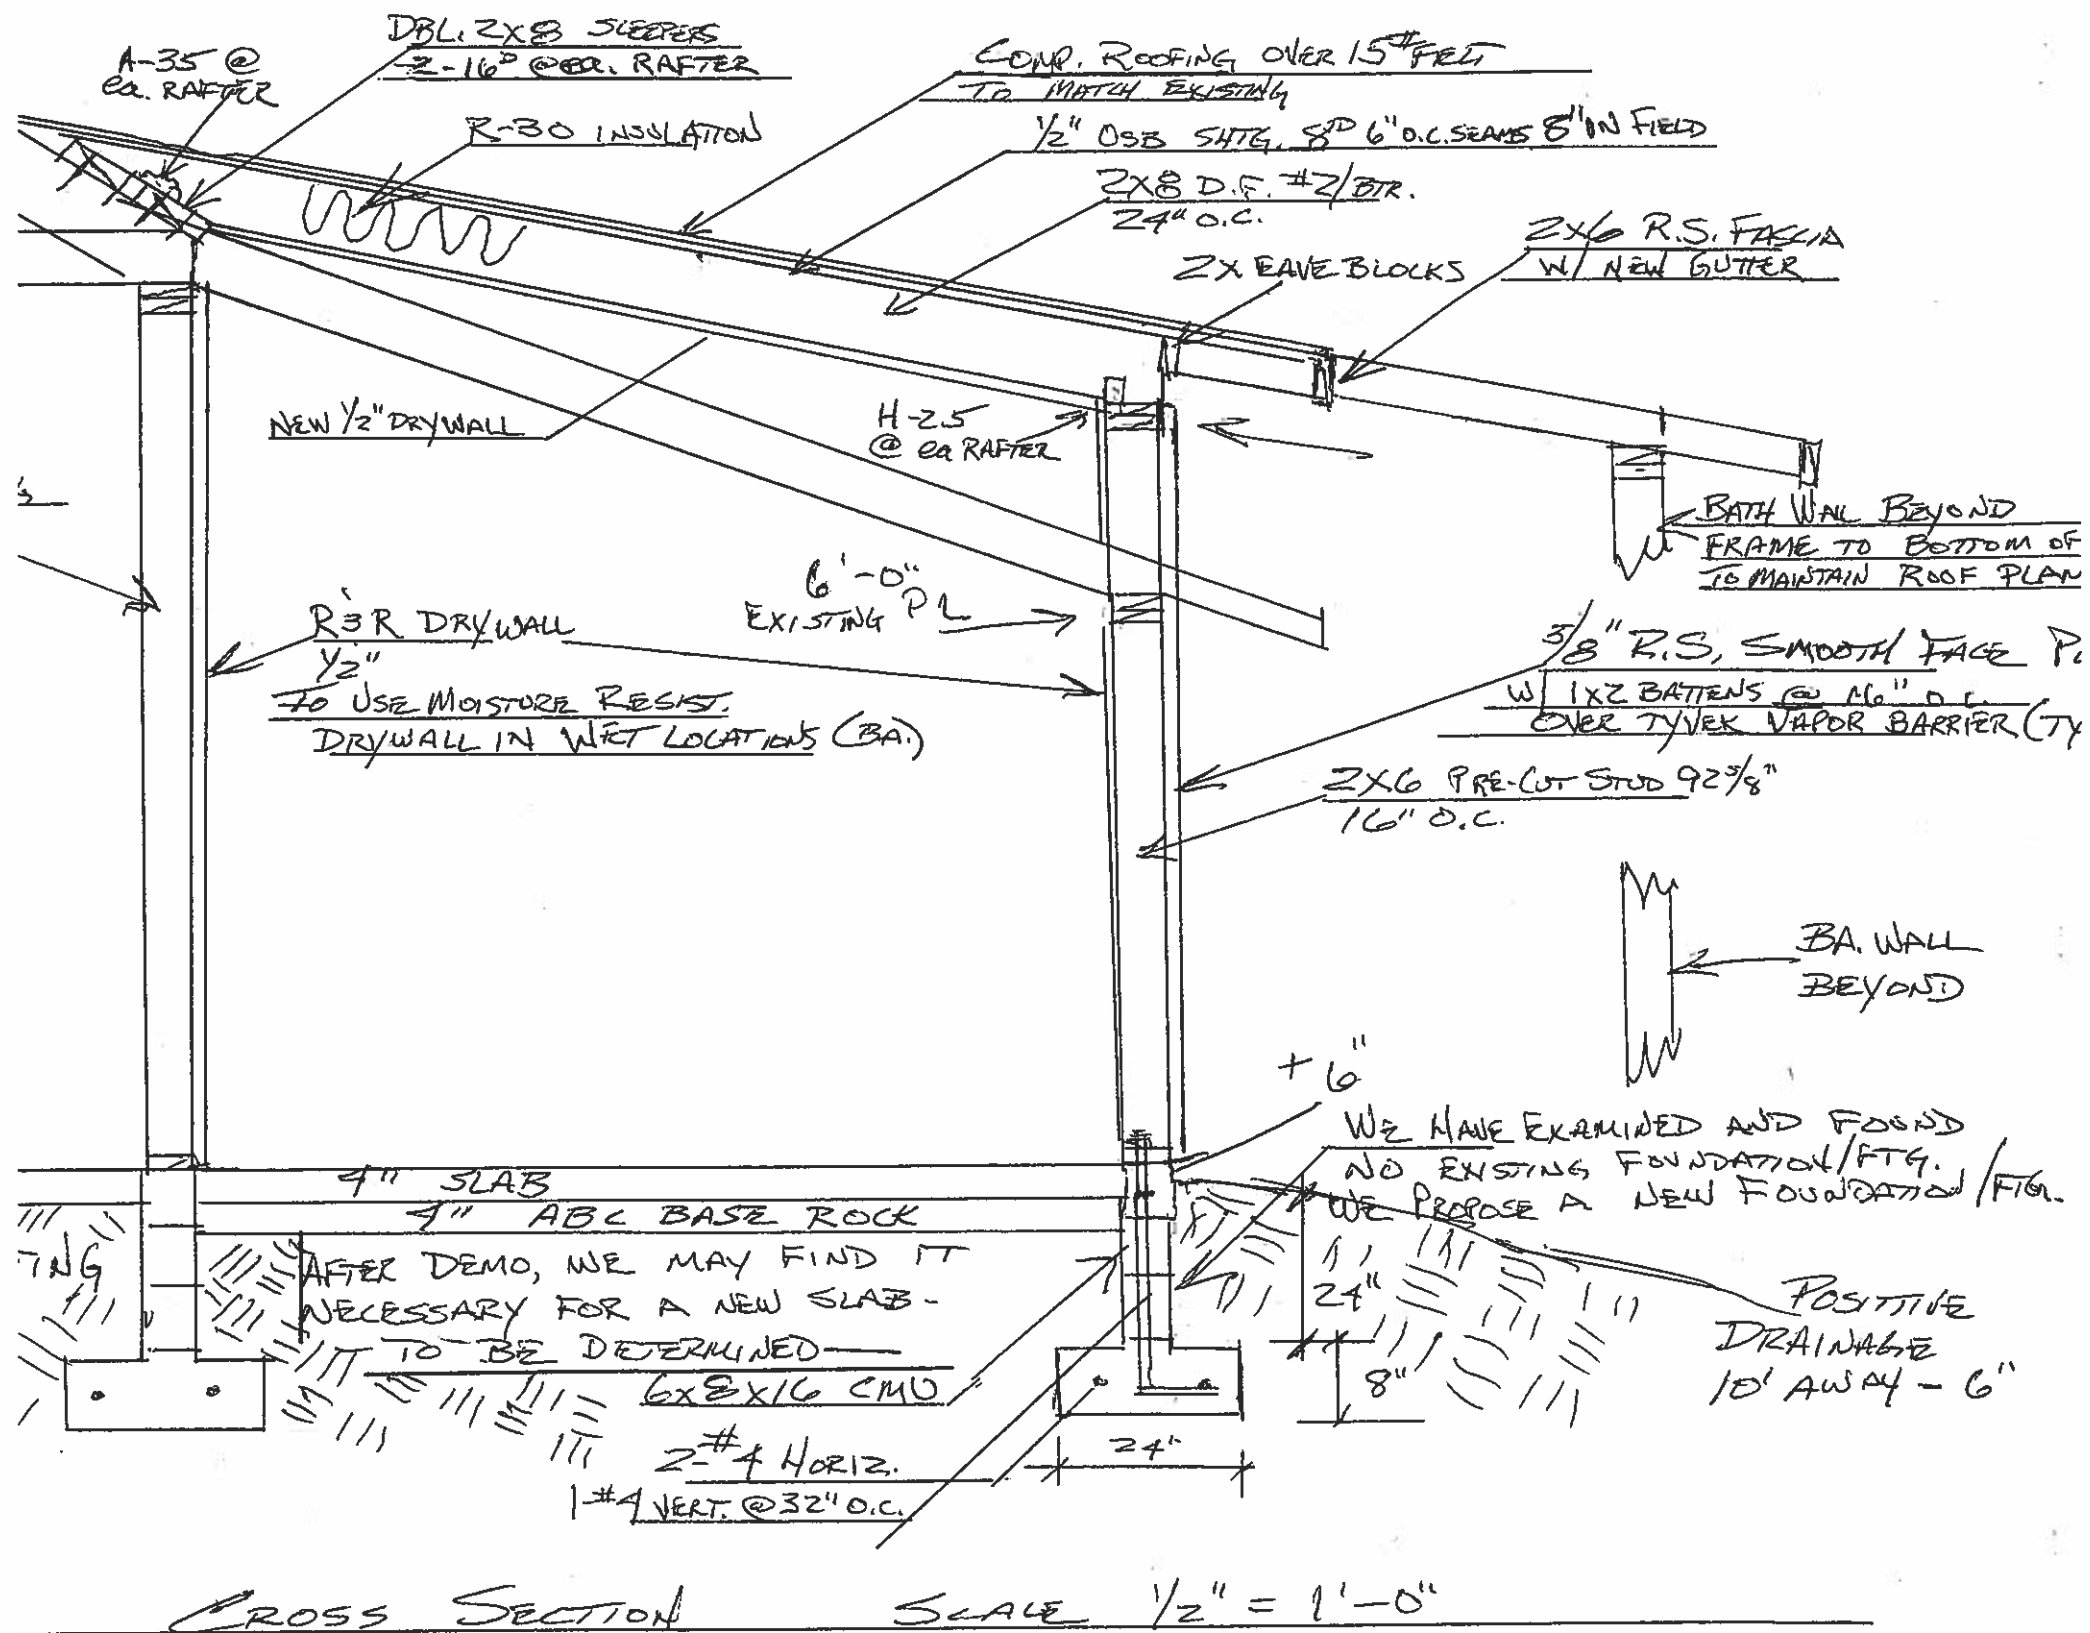 DBL. 2X8 SLEEPERS
2-16D @ ea. RAFTER
A-35 @
ea. RAFTER
COMP. ROOFING OVER 15# FELT
TO MATCH EXISTING
R-30 INSULATION
1/2" OSB SHTG. 8D 6" O.C. SEAMS 8" IN FIELD
2X8 D.F. #2/BTR.
24" O.C.
2X6 R.S. FASCIA
W/ NEW GUTTER
2X EAVE BLOCKS
NEW 1/2" DRYWALL
H-2.5
@ ea RAFTER
BATH WALL BEYOND
FRAME TO BOTTOM OF
TO MAINTAIN ROOF PLAN
6'-0"
EXISTING PL
R&R DRYWALL
1/2"
TO USE MOISTURE RESIST.
DRYWALL IN WET LOCATIONS (BA.)
5/8" R.S. SMOOTH FACE
W/ 1X2 BATTENS @ 16" O.C.
OVER TYVEK VAPOR BARRIER (TY
2X6 PRE-CUT STUD 92 5/8"
16" O.C.
BA. WALL
BEYOND
+6"
WE HAVE EXAMINED AND FOUND
NO EXISTING FOUNDATION/FTG.
WE PROPOSE A NEW FOUNDATION/FTG.
4" SLAB
4" ABC BASE ROCK
TING
AFTER DEMO, WE MAY FIND IT
NECESSARY FOR A NEW SLAB-
TO BE DETERMINED
24"
8"
POSITIVE
DRAINAGE
10' AWAY - 6"
6x8x16 CMU
2-#4 HORIZ.
1-#4 VERT. @ 32" O.C.
24"
CROSS SECTION SCALE 1/2" = 1'-0"